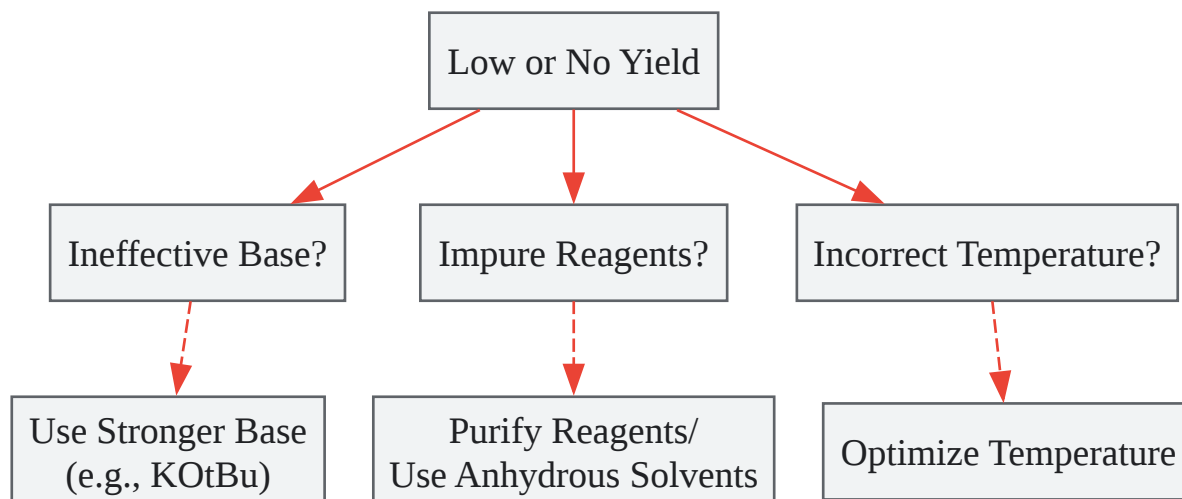 Low or No Yield
Ineffective Base?
Impure Reagents?
Incorrect Temperature?
Use Stronger Base
(e.g., KOtBu)
Purify Reagents/
Use Anhydrous Solvents
Optimize Temperature